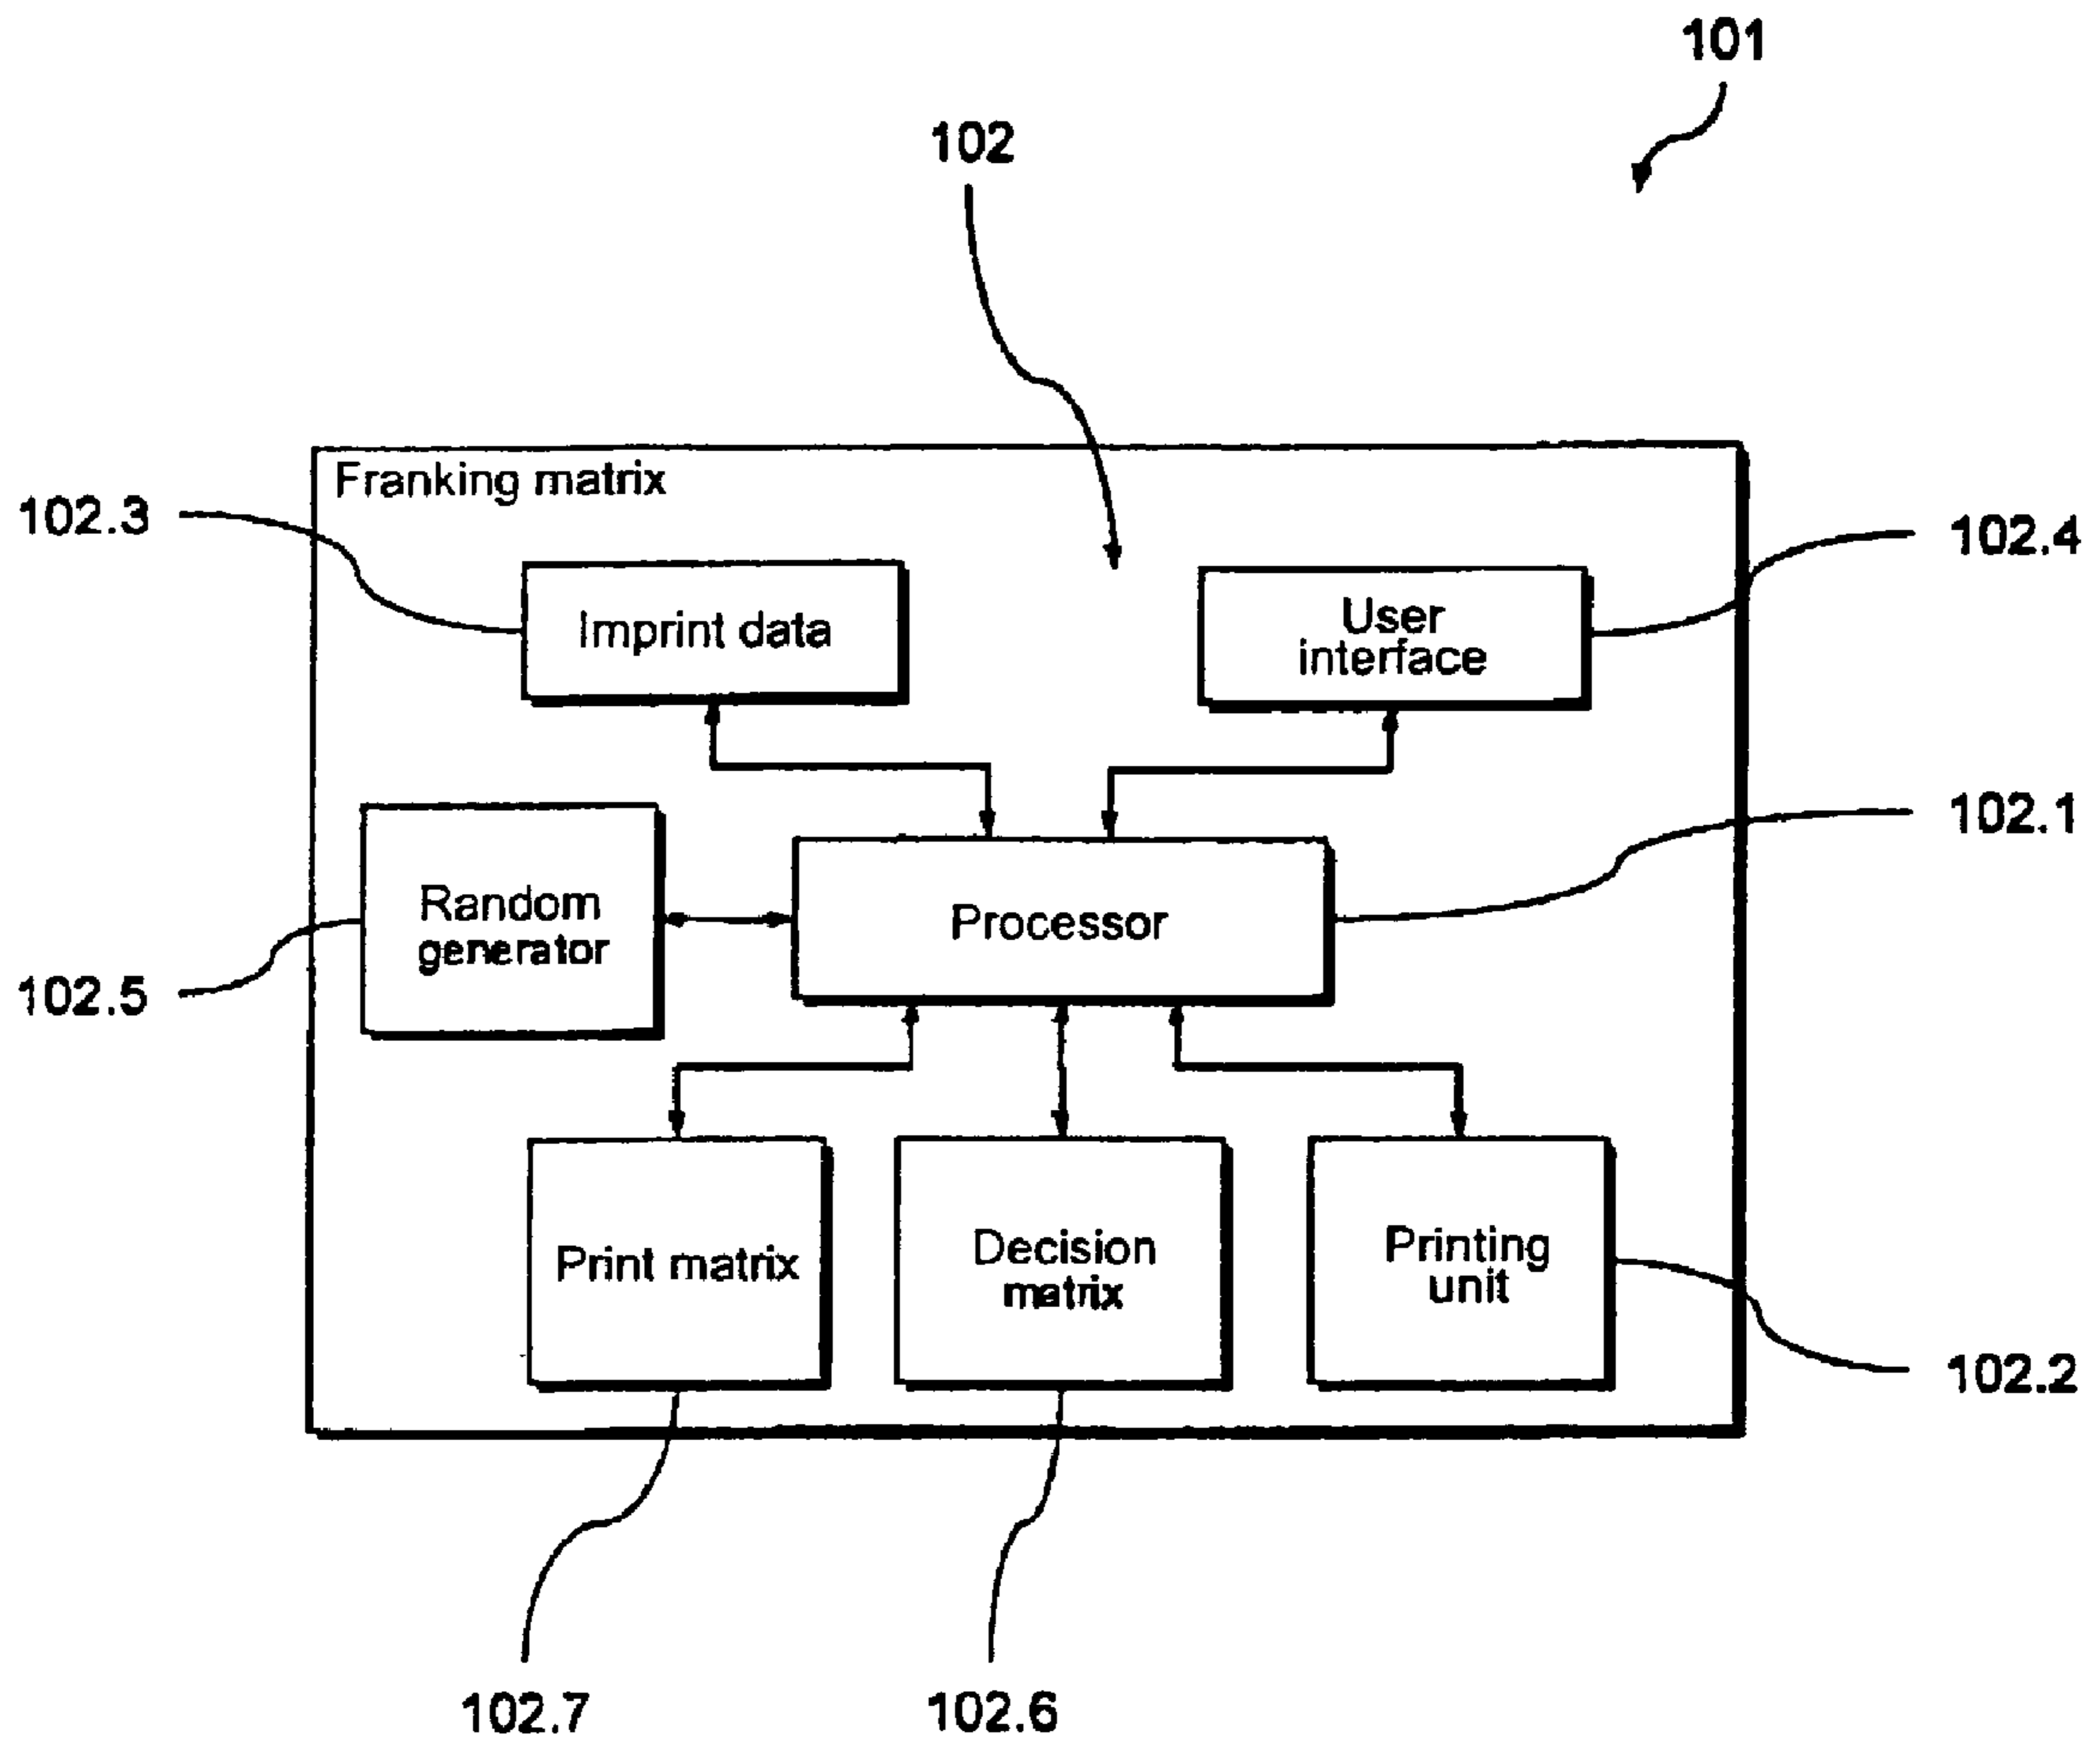 101
102
Franking matrix
102.3
102.4
Imprint data
User
interface
102.1
Random
generator
Processor
102.5
Print matrix
Decision
matrix
Printing
unit
102.2
102.7
102.6